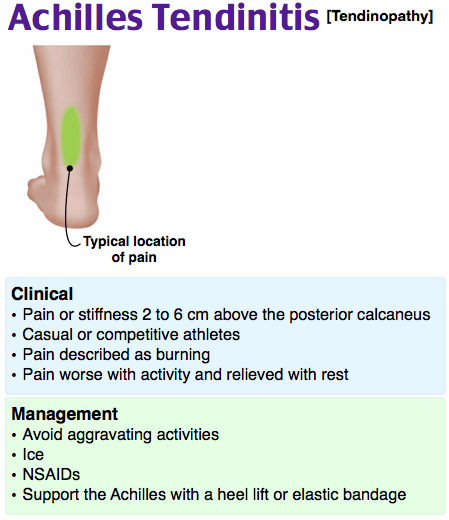 Achilles Tendinitis [Tendinopathy]
Typical location
of pain
Clinical
• Pain or stiffness 2 to 6 cm above the posterior calcaneus
• Casual or competitive athletes
• Pain described as burning
• Pain worse with activity and relieved with rest
Management
• Avoid aggravating activities
• Ice
• NSAIDs
• Support the Achilles with a heel lift or elastic bandage